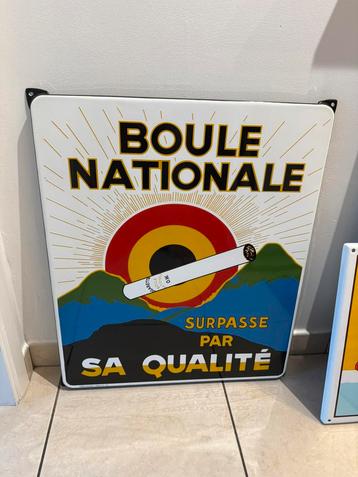 BOULE
NATIONALE
SURPASSE
PAR
SA QUALITÉ